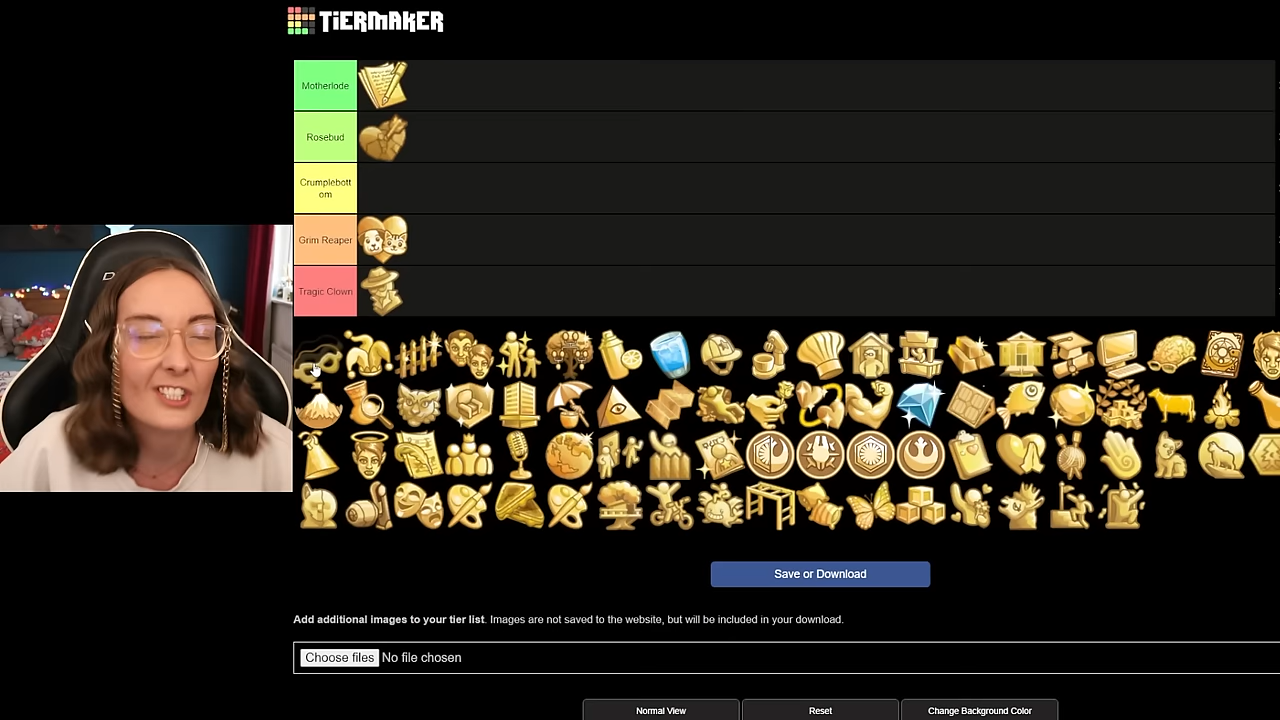 TiERMAKER
Motherlode
Rosebud
Crumplebott
om
Grim Reaper
Tragic Clown
Save or Download
Add additional images to your tier list. Images are not saved to the website, but will be included in your download.
Choose files No file chosen
Normal View
Reset
Change Background Color